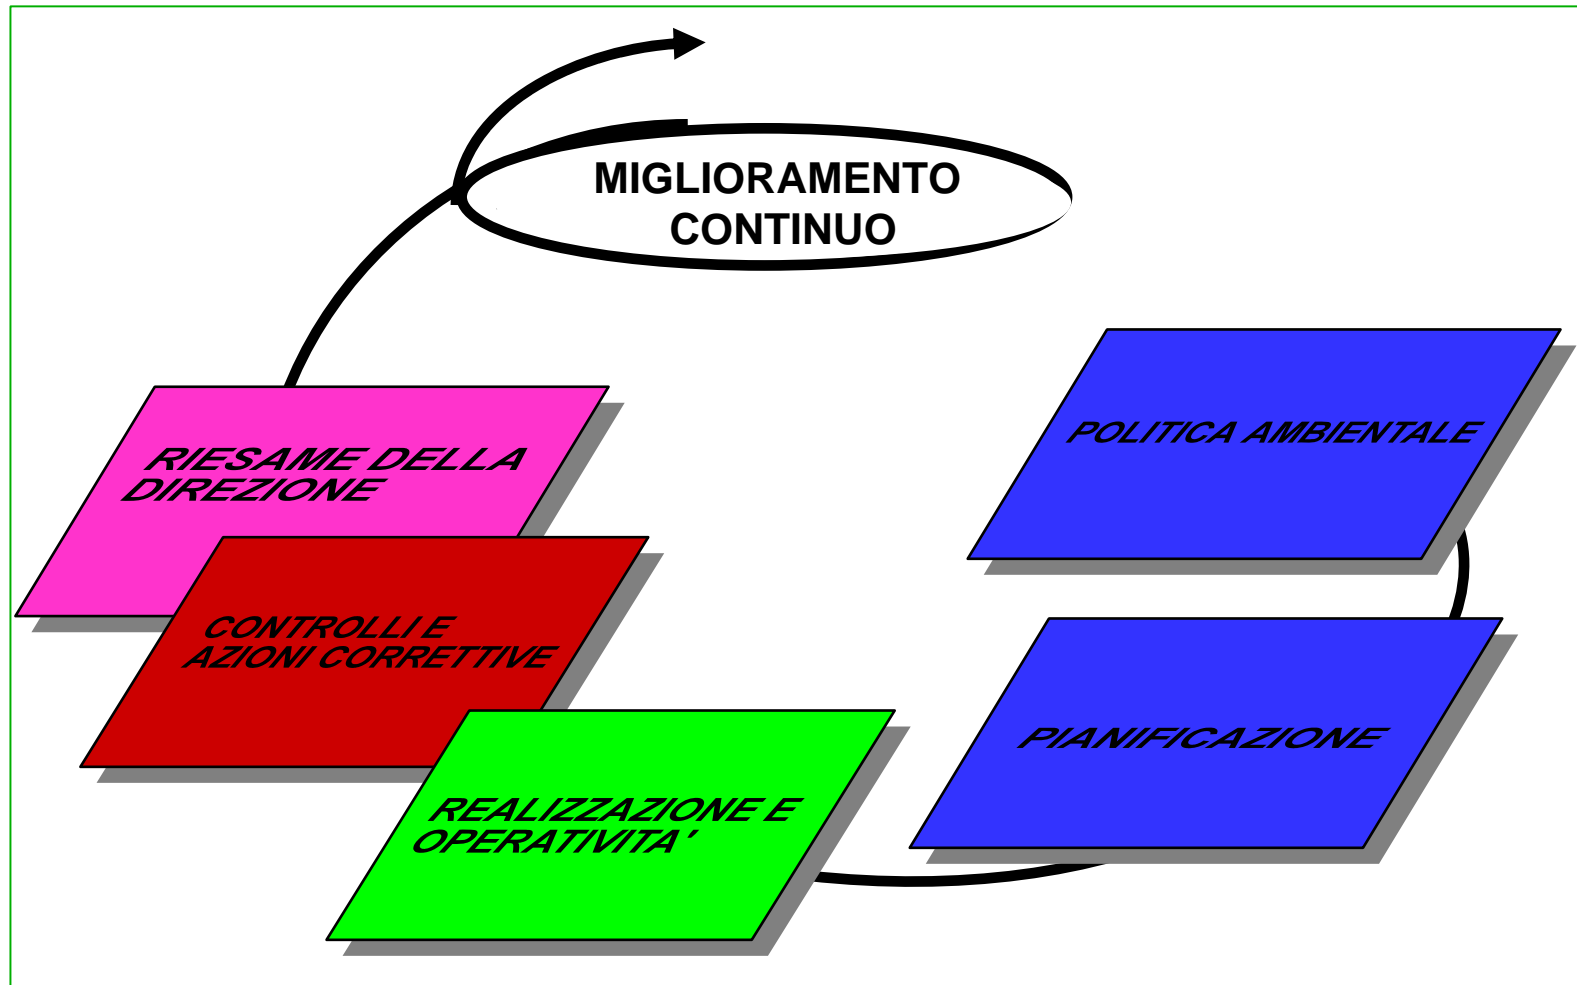 MIGLIORAMENTO
CONTINUO
POLITICA AMBIENTALE
RIESAME DELLA
DIREZIONE
CONTROLLI E
AZIONI CORRETTIVE
PIANIFICAZIONE
REALIZZAZIONE E
OPERATIVITA'